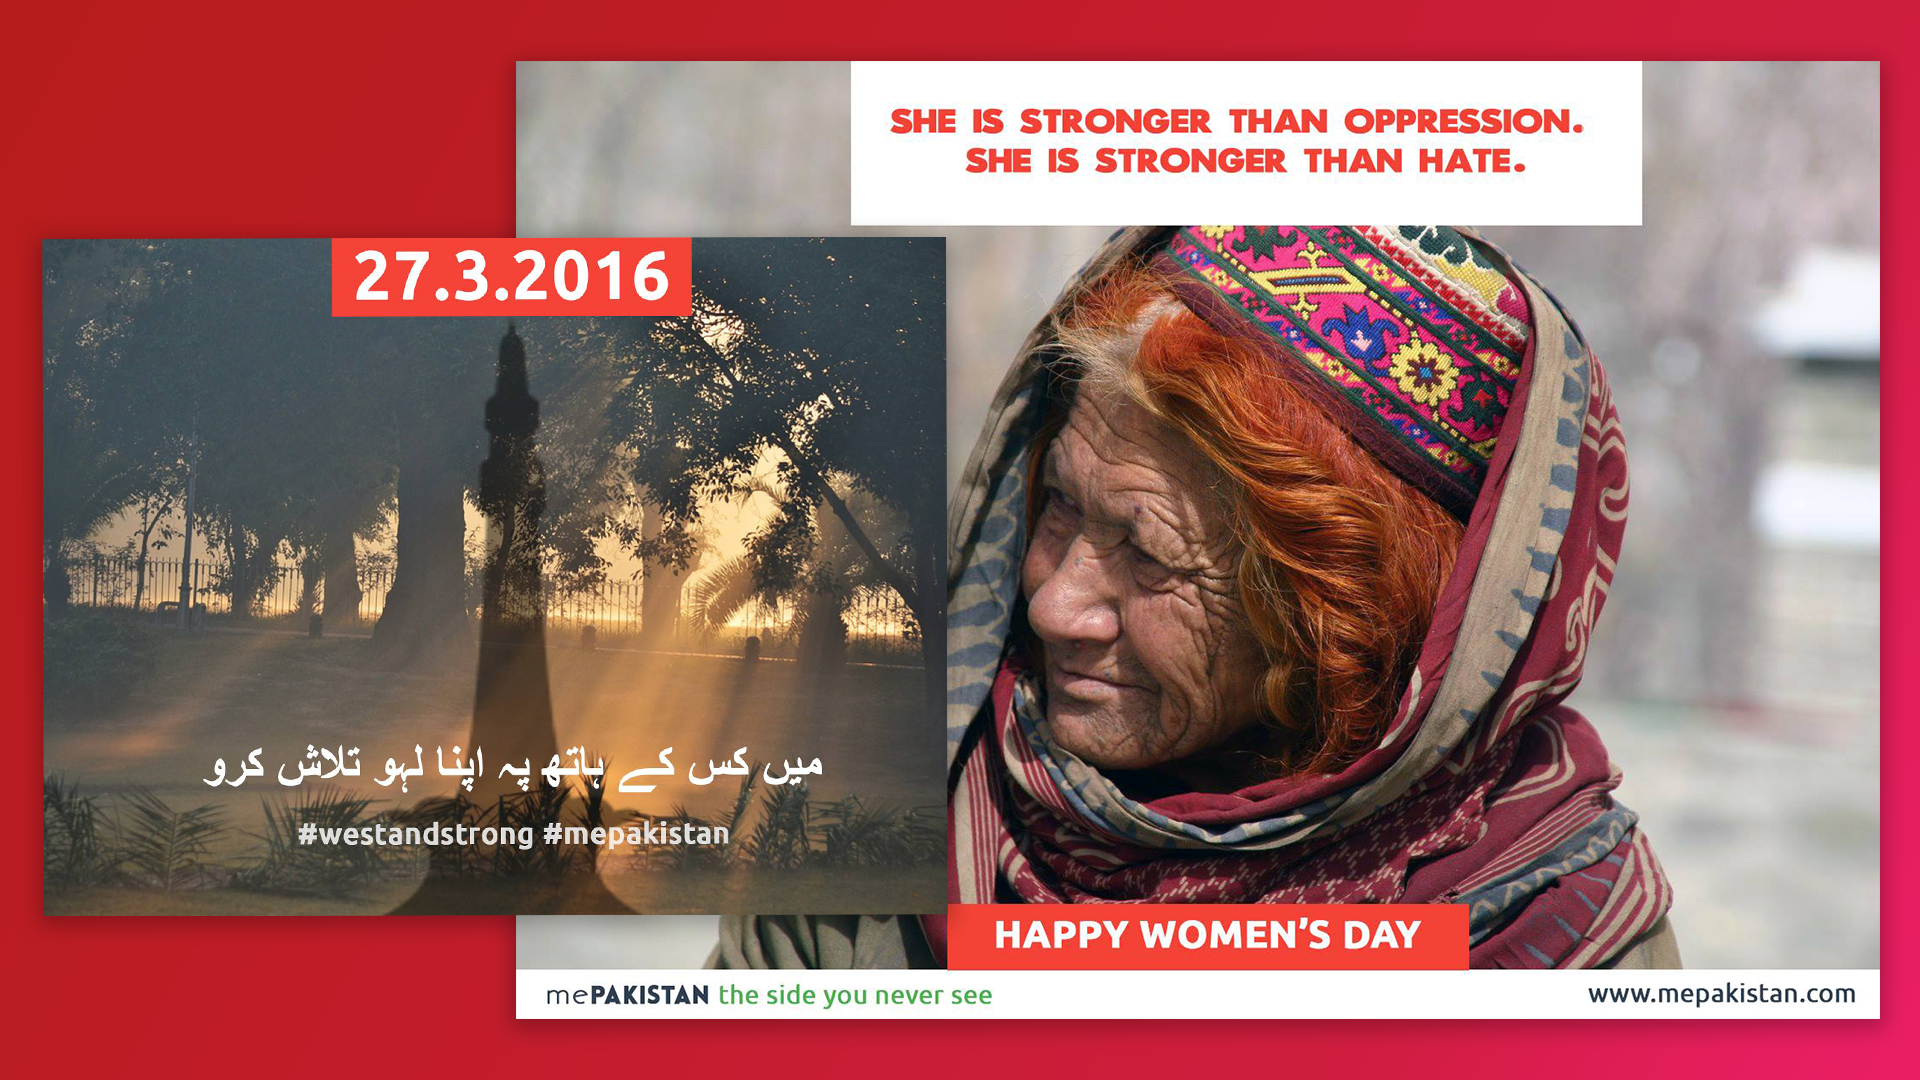 27.3.2016
میں کس کے ہاتھ پہ اپنا لہو تلاش کرو
#westandstrong #mepakistan
SHE IS STRONGER THAN OPPRESSION.
SHE IS STRONGER THAN HATE.
HAPPY WOMEN'S DAY
mePAKISTAN the side you never see
www.mepakistan.com